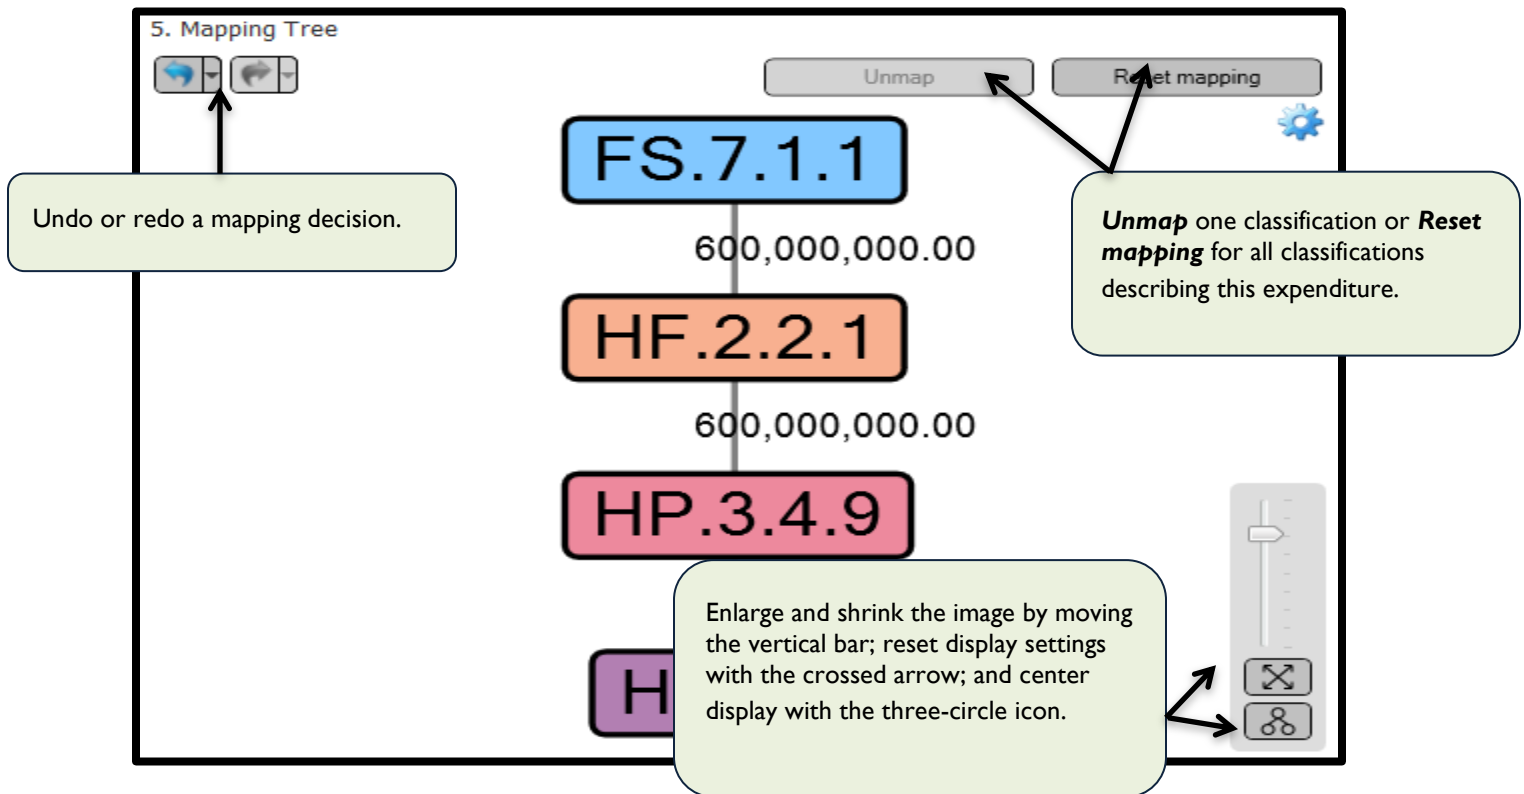 5. Mapping Tree
Unmap
Reset mapping
FS.7.1.1
Undo or redo a mapping decision.
Unmap one classification or Reset
mapping for all classifications
describing this expenditure.
600,000,000.00
HF.2.2.1
600,000,000.00
HP.3.4.9
Enlarge and shrink the image by moving
the vertical bar; reset display settings
with the crossed arrow; and center
display with the three-circle icon.
H